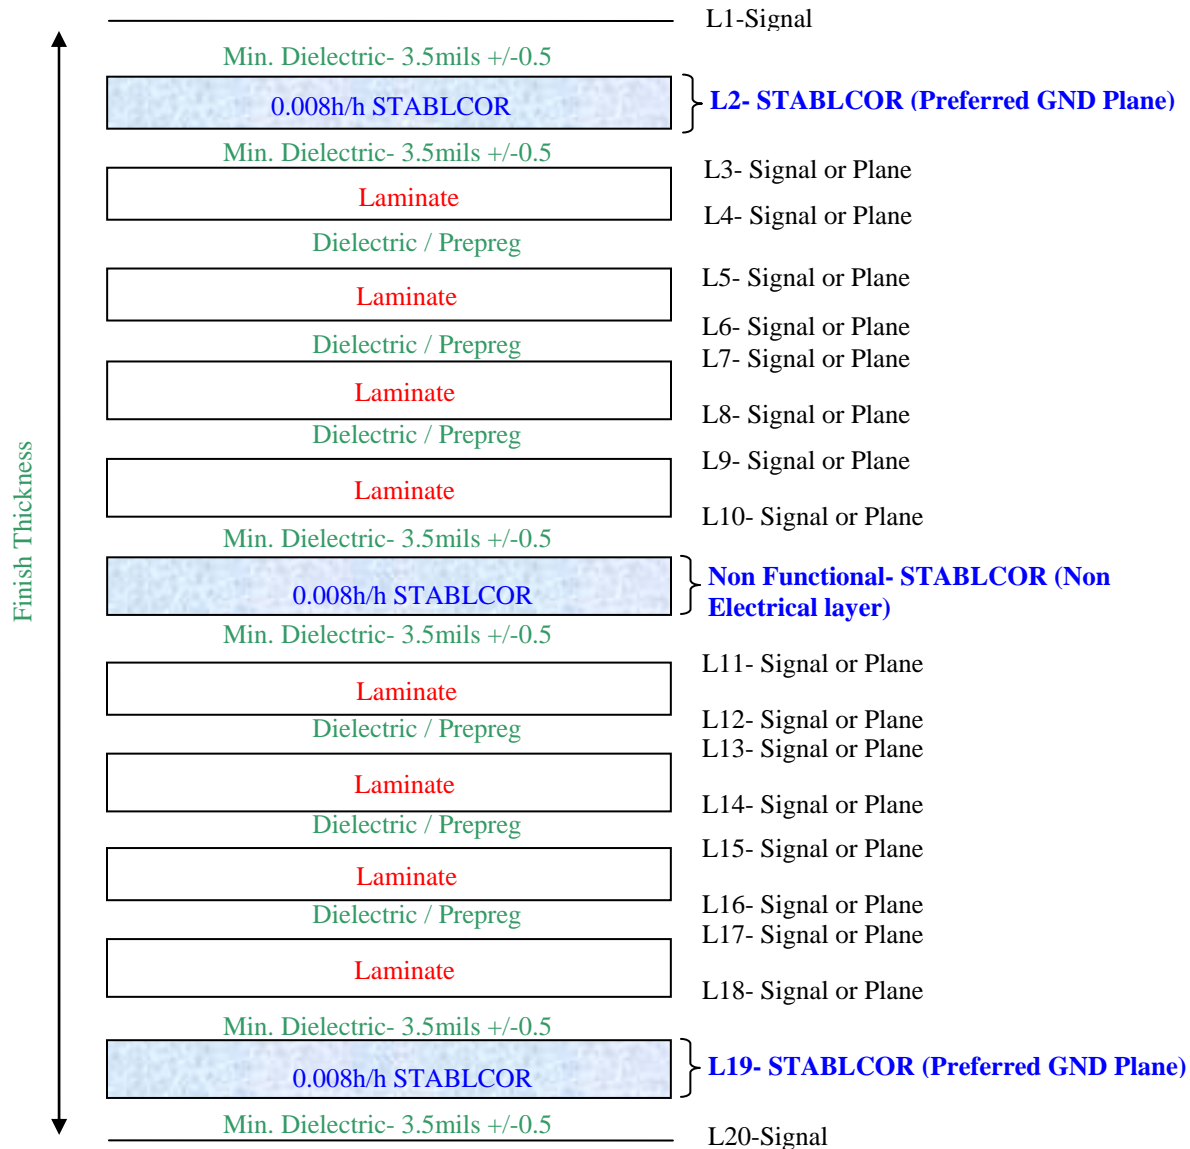 L1-Signal
Min. Dielectric- 3.5mils +/-0.5
0.008h/h STABLCOR
L2- STABLCOR (Preferred GND Plane)
Min. Dielectric- 3.5mils +/-0.5
L3- Signal or Plane
Laminate
L4- Signal or Plane
Dielectric / Prepreg
L5- Signal or Plane
Laminate
L6- Signal or Plane
Dielectric / Prepreg
L7- Signal or Plane
Laminate
L8- Signal or Plane
Dielectric / Prepreg
L9- Signal or Plane
Laminate
L10- Signal or Plane
Min. Dielectric- 3.5mils +/-0.5
Finish Thickness
0.008h/h STABLCOR
Non Functional- STABLCOR (Non
Electrical layer)
Min. Dielectric- 3.5mils +/-0.5
L11- Signal or Plane
Laminate
L12- Signal or Plane
Dielectric / Prepreg
L13- Signal or Plane
Laminate
L14- Signal or Plane
Dielectric / Prepreg
L15- Signal or Plane
Laminate
L16- Signal or Plane
Dielectric / Prepreg
L17- Signal or Plane
Laminate
L18- Signal or Plane
Min. Dielectric- 3.5mils +/-0.5
0.008h/h STABLCOR
L19- STABLCOR (Preferred GND Plane)
Min. Dielectric- 3.5mils +/-0.5
L20-Signal